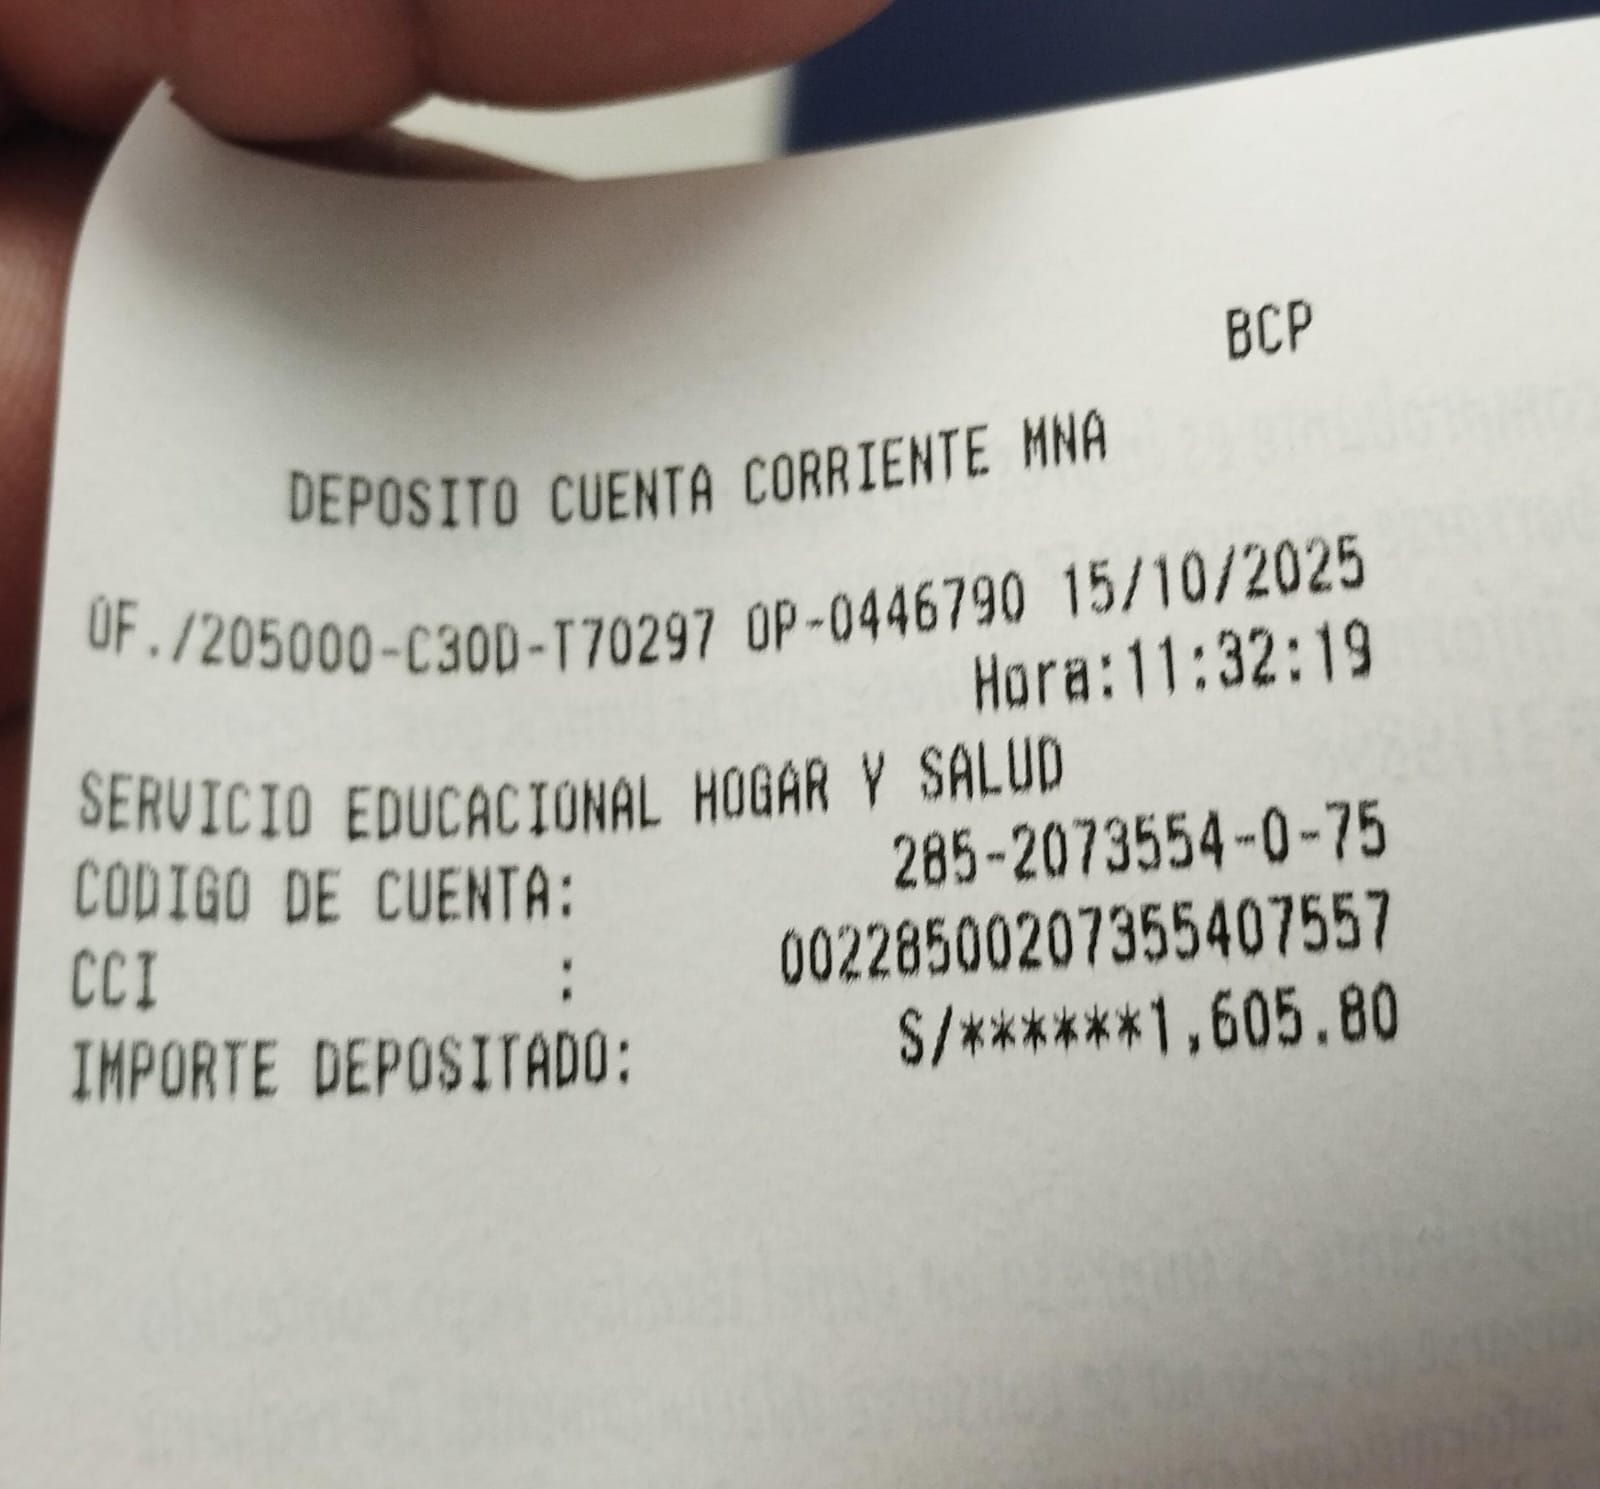 BCP
DEPOSITO CUENTA CORRIENTE MNA
OF./205000-C30D-T70297 OP-0446790 15/10/2025
Hora:11:32:19
SERVICIO EDUCACIONAL HOGAR Y SALUD
CODIGO DE CUENTA: 285-2073554-0-75
CCI : 00228500207355407557
IMPORTE DEPOSITADO: S/******1,605.80